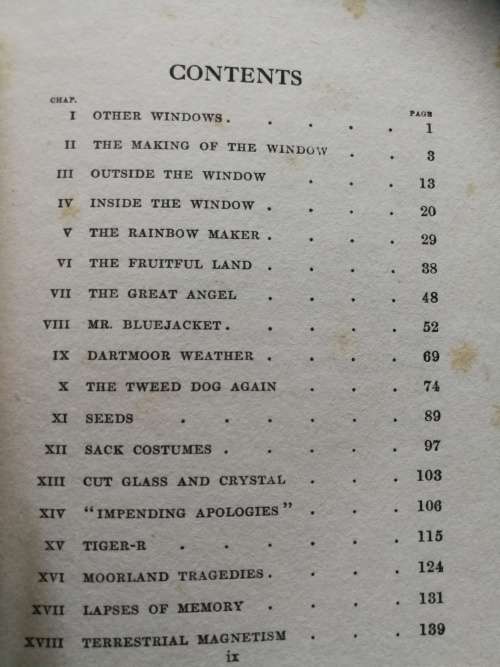 CONTENTS
CHAP. PAGE
I OTHER WINDOWS . . . . . 1
II THE MAKING OF THE WINDOW . . 3
III OUTSIDE THE WINDOW . . . 13
IV INSIDE THE WINDOW . . . . 20
V THE RAINBOW MAKER . . . . 29
VI THE FRUITFUL LAND . . . . 38
VII THE GREAT ANGEL . . . . 48
VIII MR. BLUEJACKET . . . . . 52
IX DARTMOOR WEATHER . . . . 69
X THE TWEED DOG AGAIN . . . 74
XI SEEDS . . . . . . 89
XII SACK COSTUMES . . . . . 97
XIII CUT GLASS AND CRYSTAL . . . 103
XIV "IMPENDING APOLOGIES" . . . 106
XV TIGER-R . . . . . . 115
XVI MOORLAND TRAGEDIES . . . . 124
XVII LAPSES OF MEMORY . . . . 131
XVIII TERRESTRIAL MAGNETISM . . . 139
ix